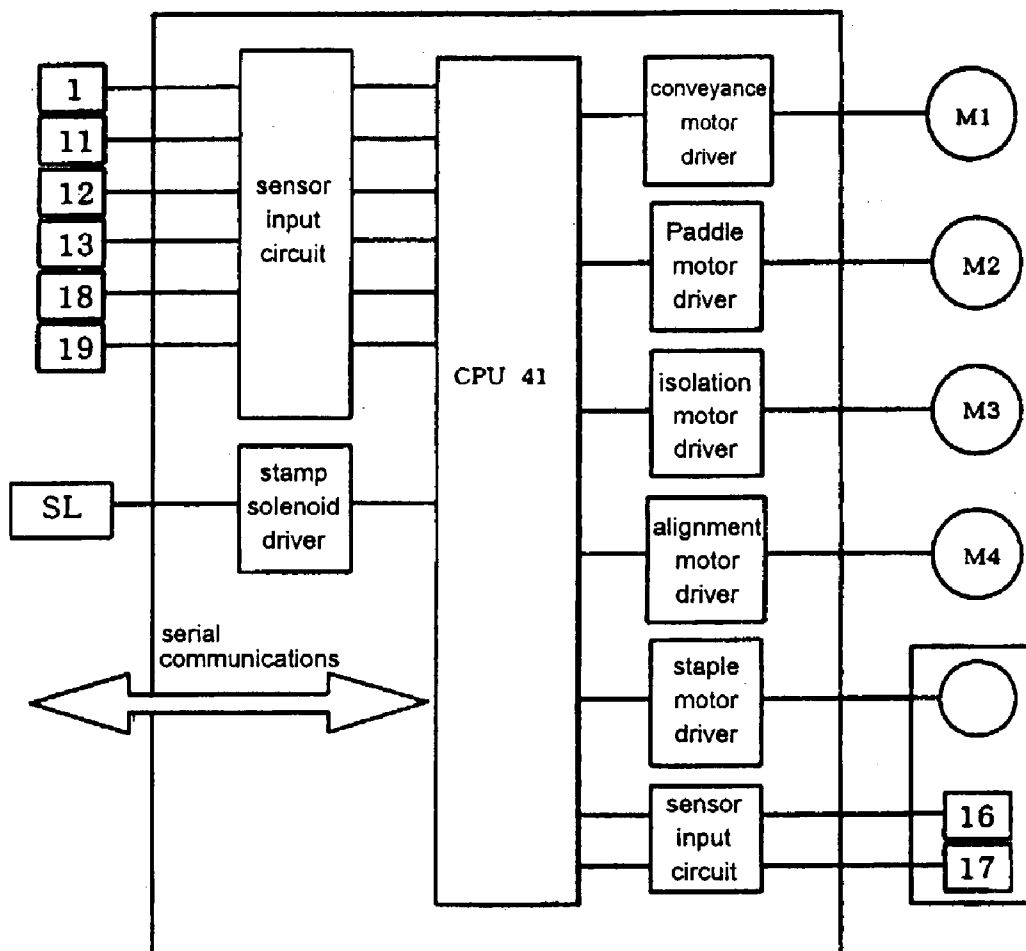 1
11
12
13
18
19
sensor
input
circuit
SL
stamp
solenoid
driver
serial
communications
CPU 41
conveyance
motor
driver
M1
Paddle
motor
driver
M2
isolation
motor
driver
M3
alignment
motor
driver
M4
staple
motor
driver
sensor
input
circuit
16
17